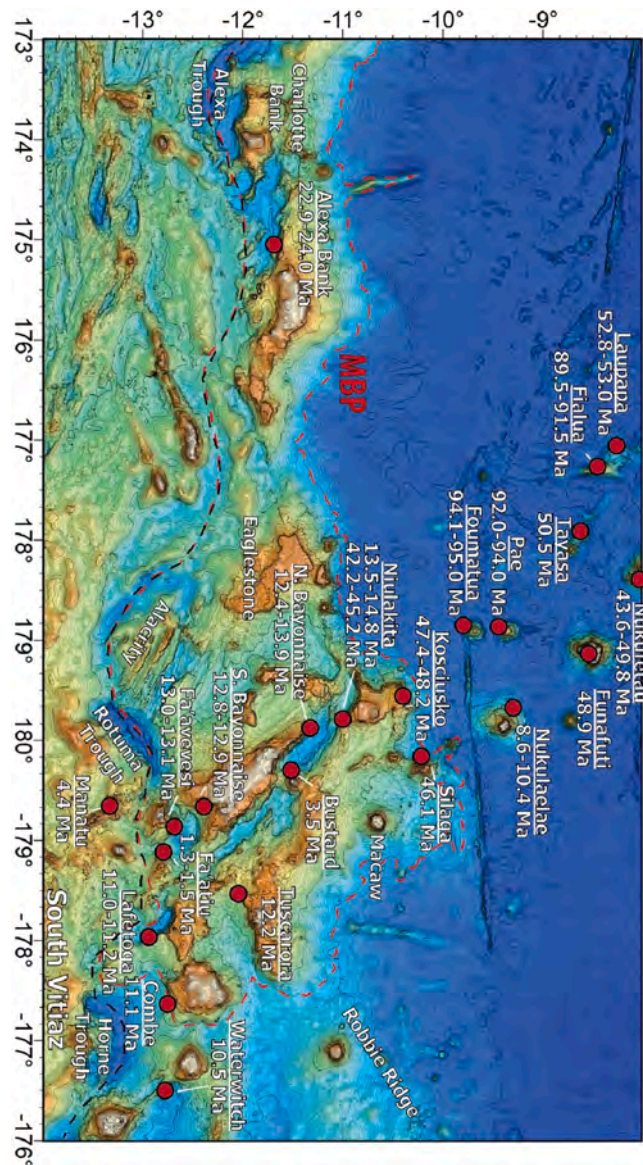 -9°
-10°
-11°
-12°
-13°
Laupapa
52.8-53.0 Ma
Fialua
89.5-91.5 Ma
Tavasa
50.5 Ma
43.6-49.8 Ma
Funafuti
48.9 Ma
Pae
92.0-94.0 Ma
Foumatua
94.1-95.0 Ma
Nukulaelae
8.6-10.4 Ma
Kosciusko
47.4-48.2 Ma
Silaga
46.1 Ma
Niulakita
13.5-14.8 Ma
42.2-45.2 Ma
Macaw
Robbie Ridge
MBP
N. Bayonnaise
12.4-13.9 Ma
Bustard
3.5 Ma
Tuscarora
12.2 Ma
Alexa Bank
22.9-24.0 Ma
Charlotte
Bank
Alexa
Trough
Eaglestone
Alacrity
S. Bayonnaise
12.8-12.9 Ma
Fa'avevesi
13.0-13.1 Ma
1.3-1.5 Ma
Waterwitch
10.5 Ma
Combe
11.1 Ma
Lafetoga
11.0-11.2 Ma
Rotuma
Trough
Manatu
4.4 Ma
Horne
Trough
South Vitiaz
173° 174° 175° 176° 177° 178° 179° 180° -179° -178° -177° -176°